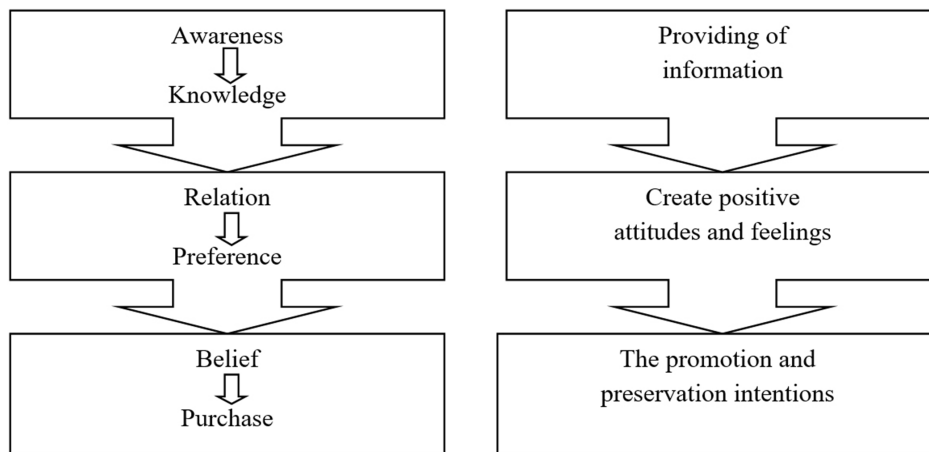 Awareness
Knowledge
Providing of
information
Relation
Preference
Create positive
attitudes and feelings
Belief
Purchase
The promotion and
preservation intentions